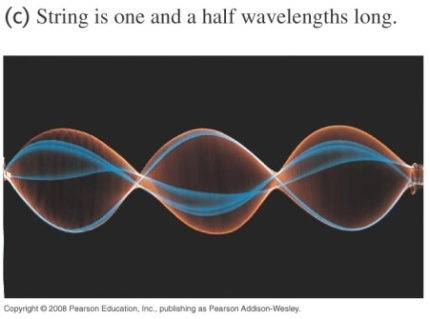 (c) String is one and a half wavelengths long.
Copyright © 2008 Pearson Education, Inc., publishing as Pearson Addison-Wesley.